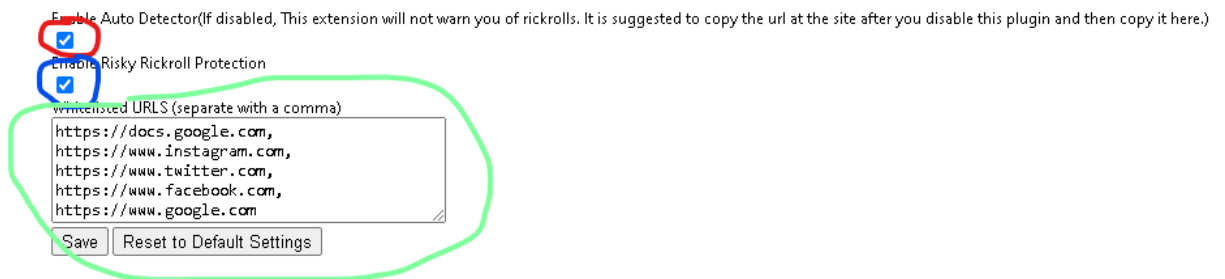 Enable Auto Detector(If disabled, This extension will not warn you of rickrolls. It is suggested to copy the url at the site after you disable this plugin and then copy it here.)
Enable Risky Rickroll Protection
Whitelisted URLS (separate with a comma)
https://docs.google.com,
https://www.instagram.com,
https://www.twitter.com,
https://www.facebook.com,
https://www.google.com
Save Reset to Default Settings